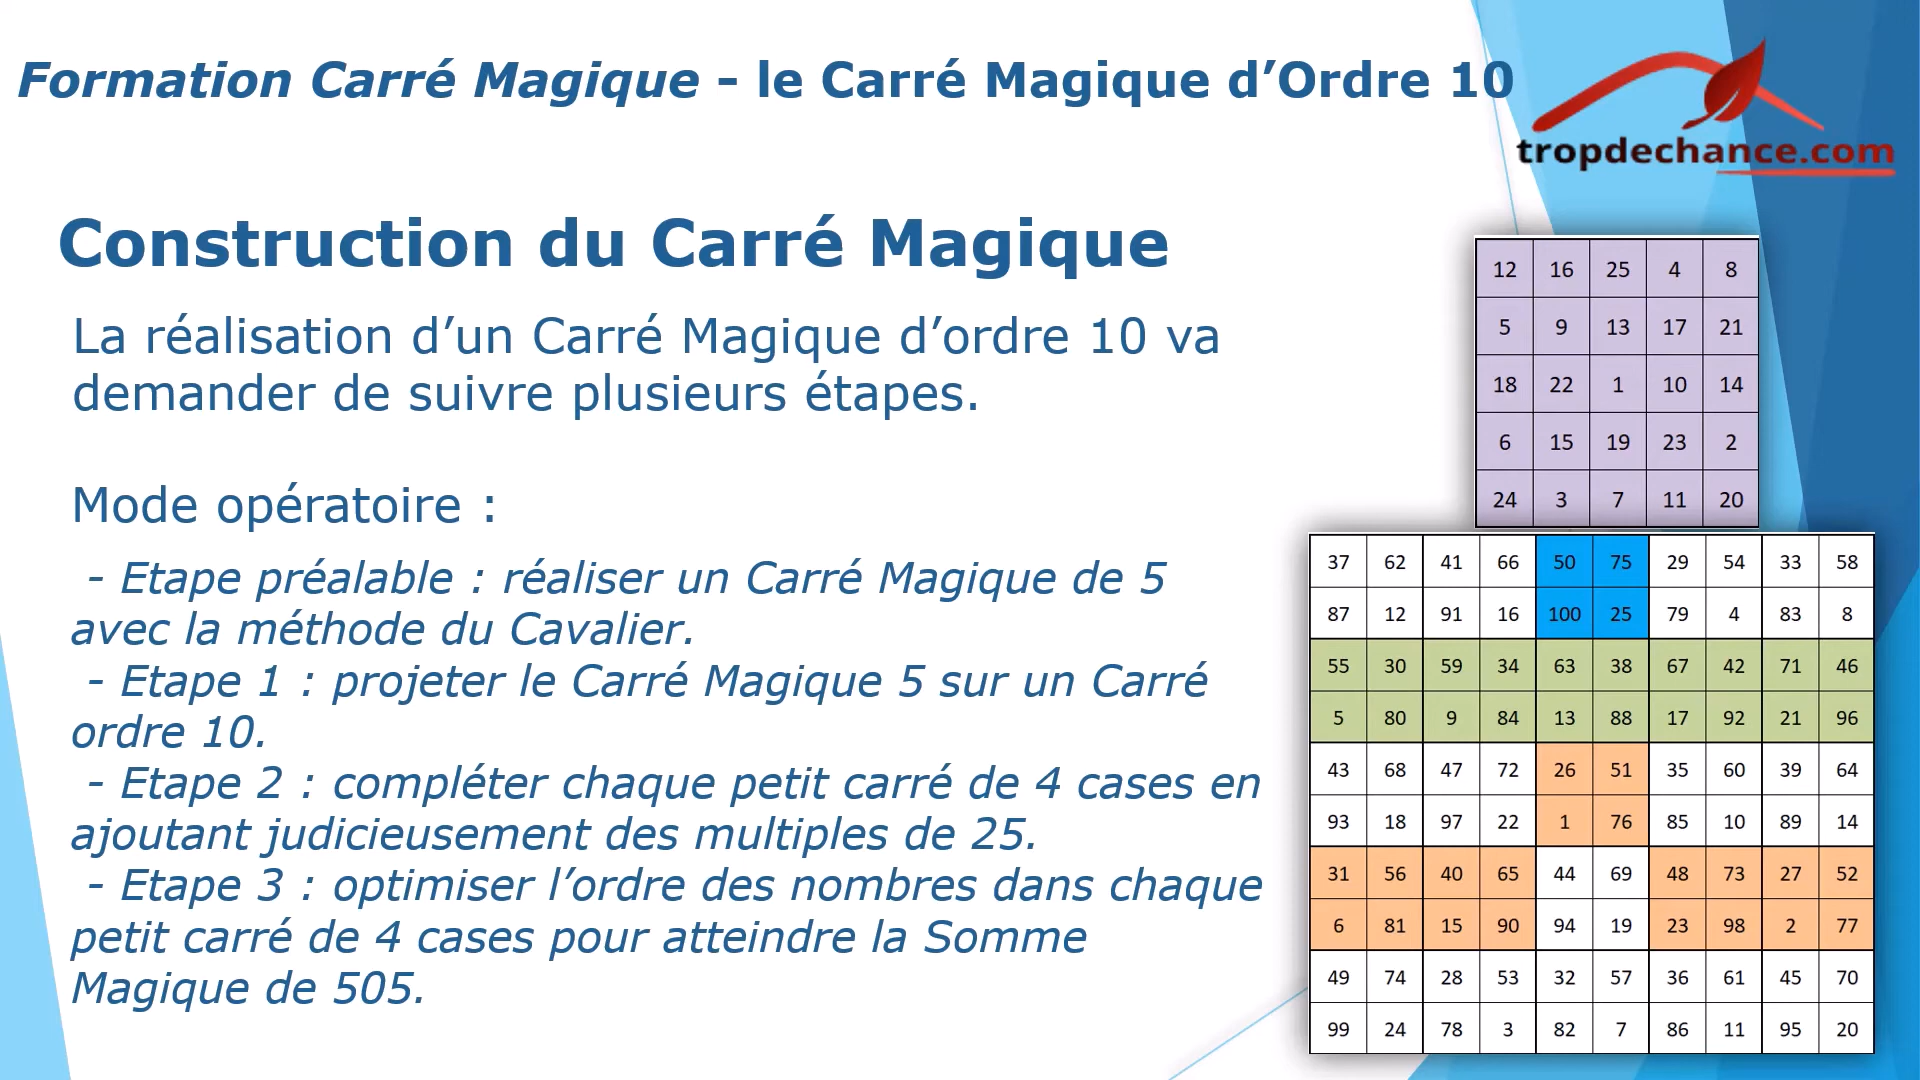 Formation Carré Magique - le Carré Magique d’Ordre 10
tropdechance.com
Construction du Carré Magique
La réalisation d’un Carré Magique d’ordre 10 va
demander de suivre plusieurs étapes.
Mode opératoire :
- Etape préalable : réaliser un Carré Magique de 5
avec la méthode du Cavalier.
- Etape 1 : projeter le Carré Magique 5 sur un Carré
ordre 10.
- Etape 2 : compléter chaque petit carré de 4 cases en
ajoutant judicieusement des multiples de 25.
- Etape 3 : optimiser l’ordre des nombres dans chaque
petit carré de 4 cases pour atteindre la Somme
Magique de 505.
12 16 25 4 8
5 9 13 17 21
18 22 1 10 14
6 15 19 23 2
24 3 7 11 20
37 62 41 66 50 75 29 54 33 58
87 12 91 16 100 25 79 4 83 8
55 30 59 34 63 38 67 42 71 46
5 80 9 84 13 88 17 92 21 96
43 68 47 72 26 51 35 60 39 64
93 18 97 22 1 76 85 10 89 14
31 56 40 65 44 69 48 73 27 52
6 81 15 90 94 19 23 98 2 77
49 74 28 53 32 57 36 61 45 70
99 24 78 3 82 7 86 11 95 20